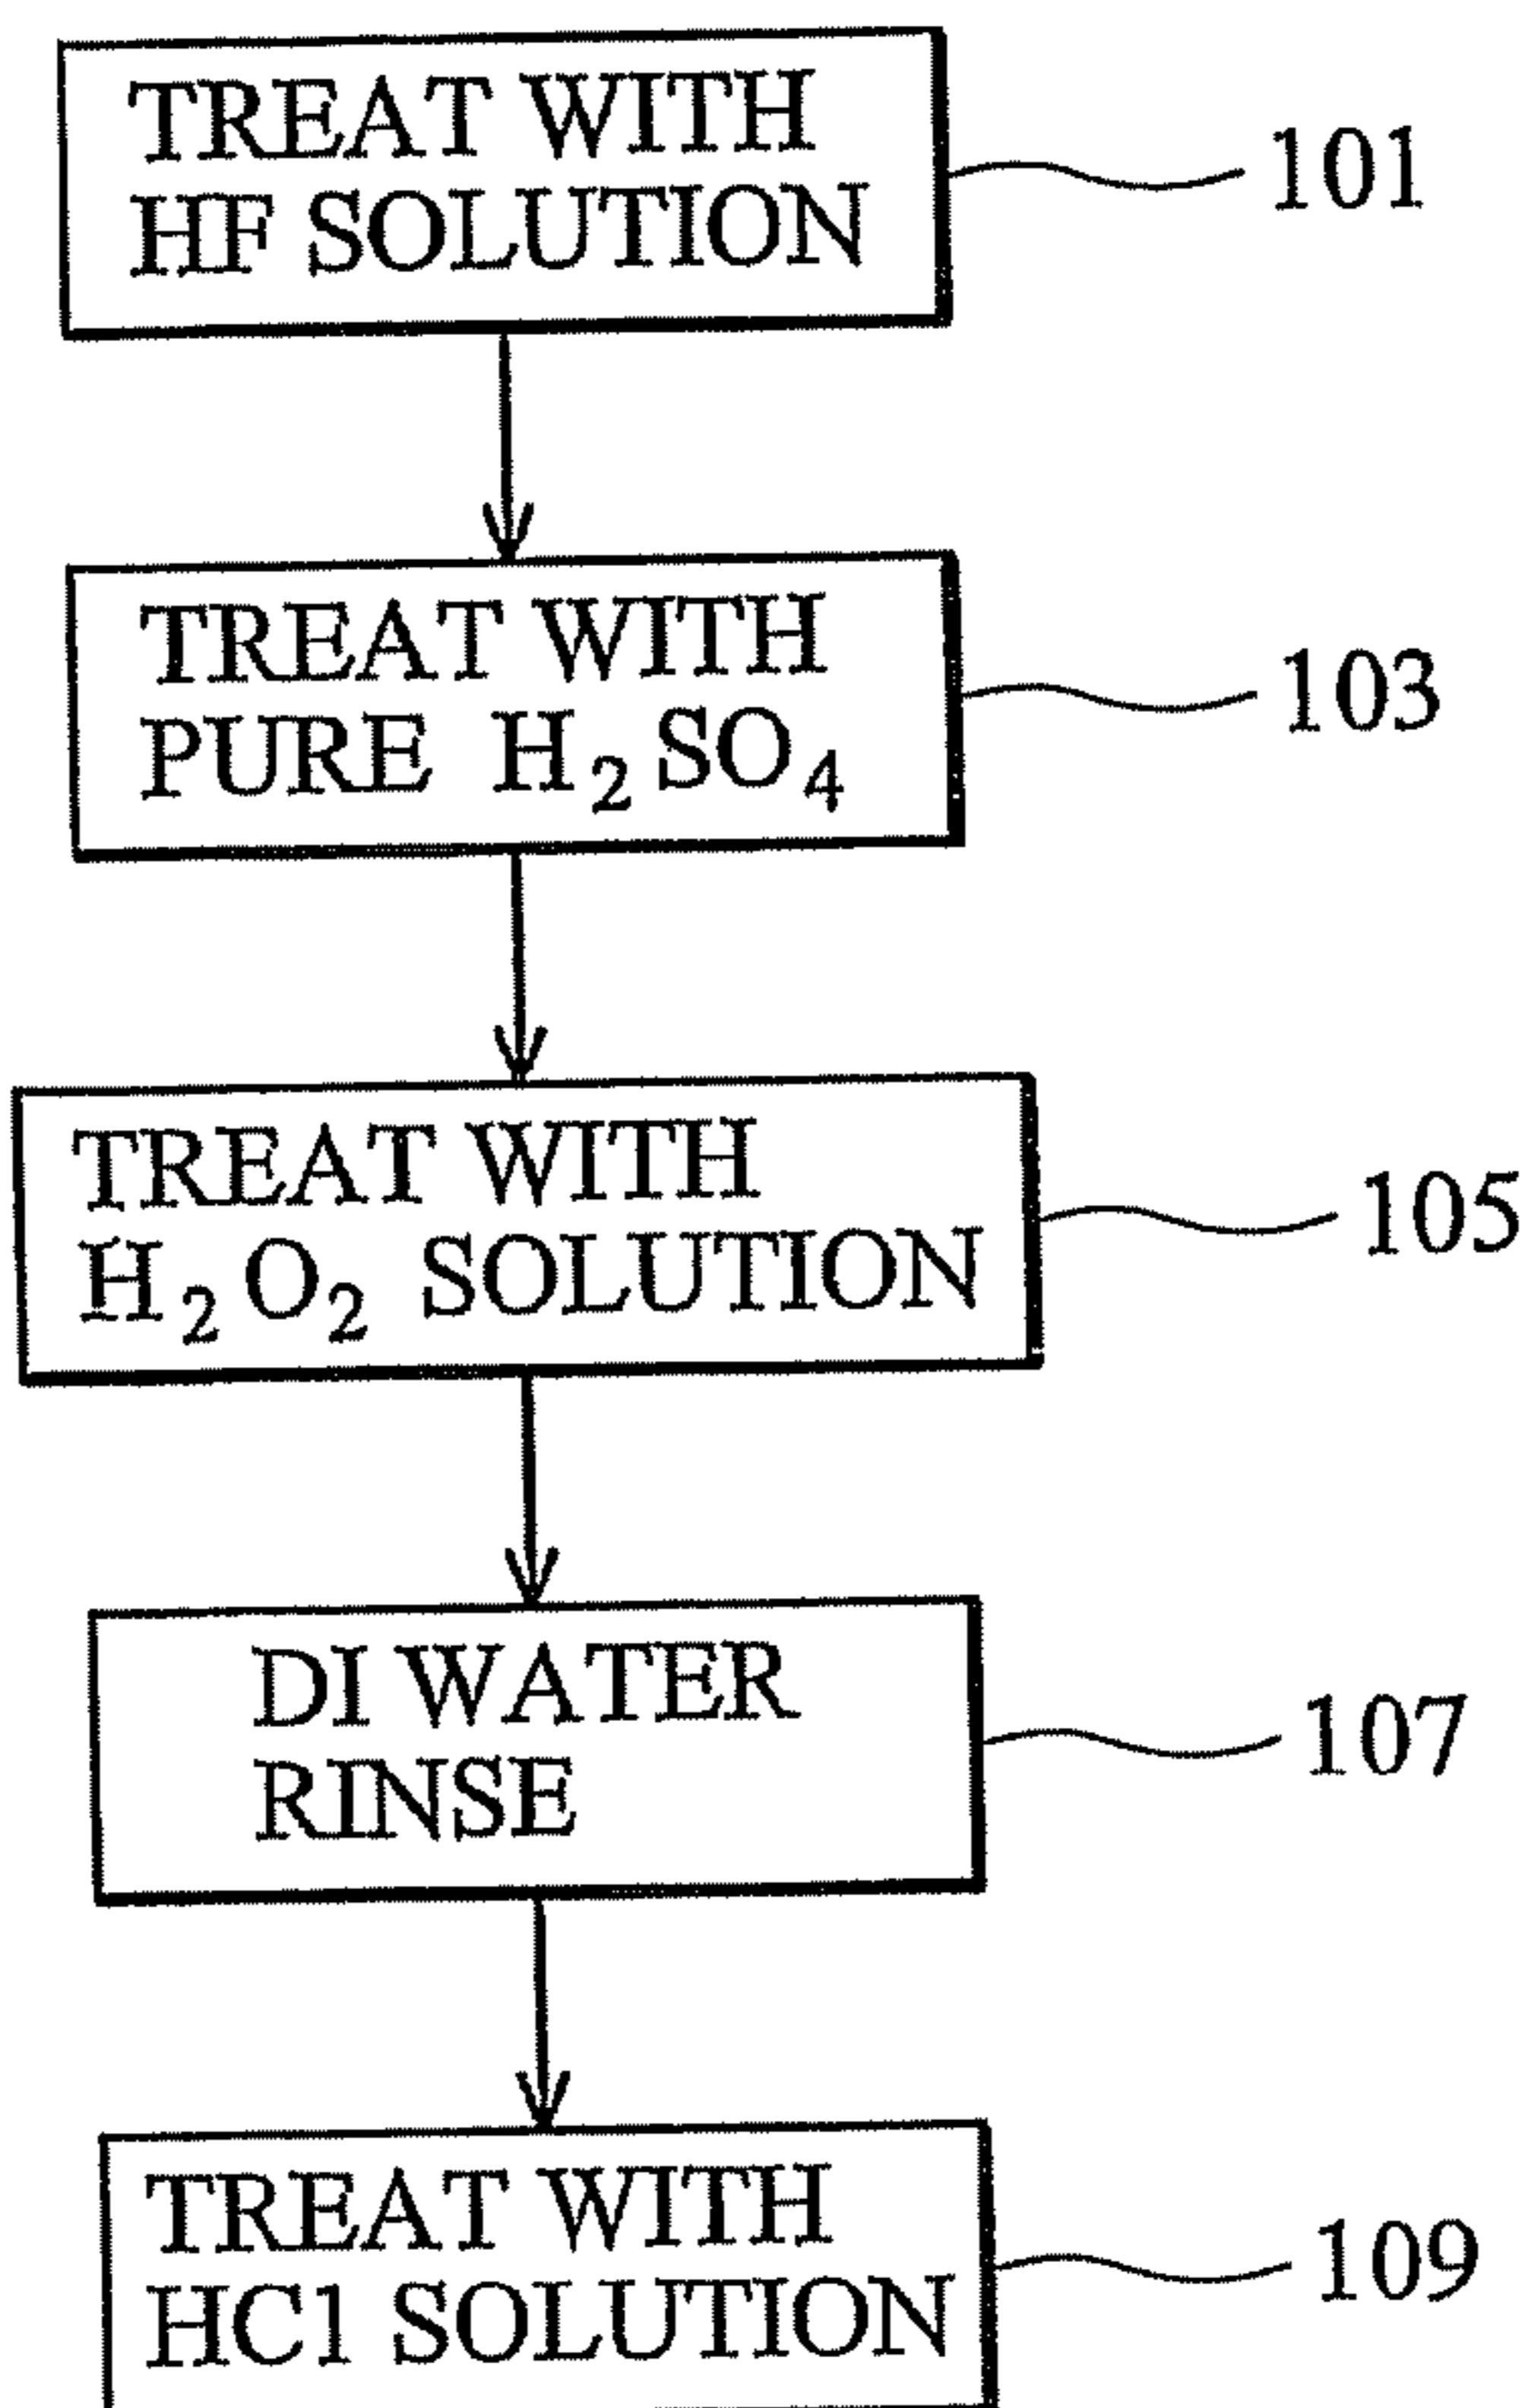 TREAT WITH
HF SOLUTION
101
TREAT WITH
PURE H₂SO₄
103
TREAT WITH
H₂O₂ SOLUTION
105
DI WATER
RINSE
107
TREAT WITH
HC1 SOLUTION
109